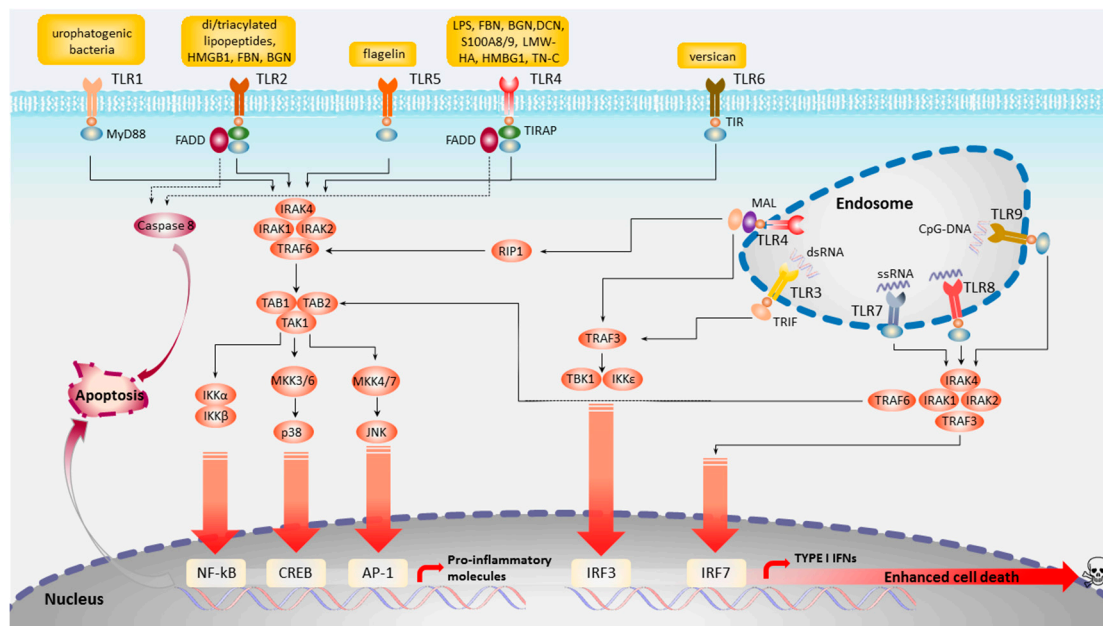 urophatogenic
bacteria
di/triacylated
lipopeptides,
HMGB1, FBN, BGN
flagelin
LPS, FBN, BGN,DCN,
S100A8/9, LMW-
HA, HMBG1, TN-C
versican
TLR1
TLR2
TLR5
TLR4
TLR6
MyD88
FADD
FADD
TIRAP
TIR
Caspase 8
IRAK4
IRAK1
IRAK2
TRAF6
RIP1
MAL
TLR4
Endosome
dsRNA
TLR3
TRIF
CpG-DNA
TLR9
ssRNA
TLR7
TLR8
TAB1
TAB2
TAK1
TRAF3
TBK1
IKKε
IKKα
IKKβ
MKK3/6
MKK4/7
p38
JNK
IRAK4
TRAF6
IRAK1
IRAK2
TRAF3
Apoptosis
NF-kB
CREB
AP-1
Pro-inflammatory
molecules
IRF3
IRF7
TYPE I IFNs
Enhanced cell death
Nucleus